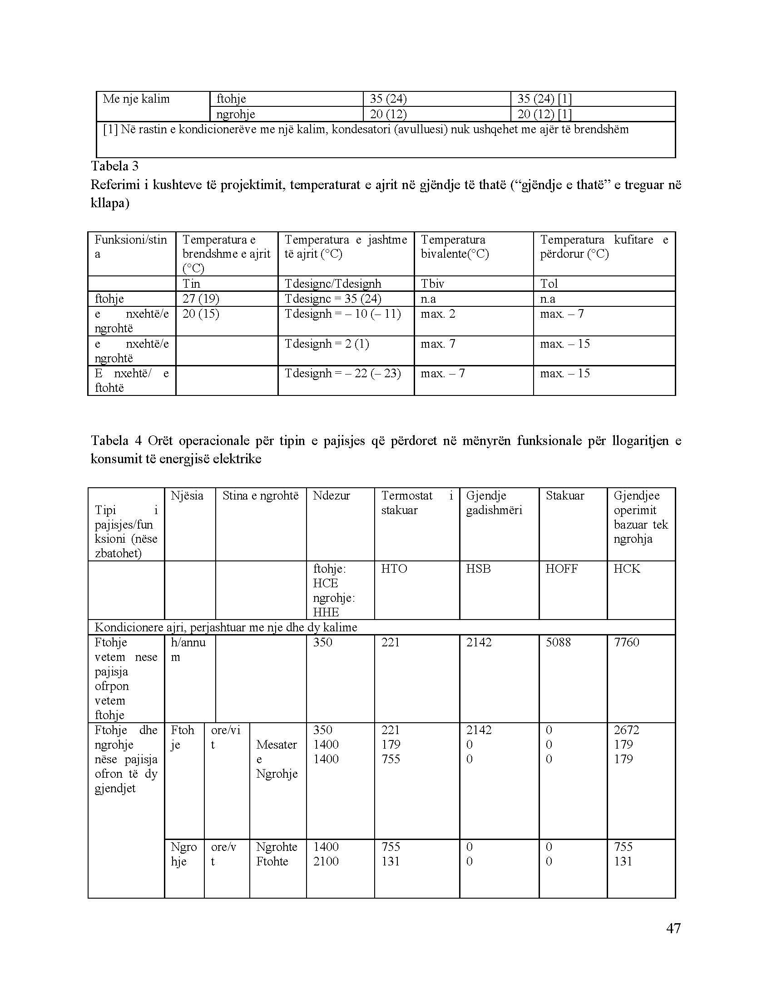 Me nje kalim ftohje 35 (24) 35 (24) [1]
ngrohje 20 (12) 20 (12) [1]
[1] Në rastin e kondicionerëve me një kalim, kondesatori (avulluesi) nuk ushqehet me ajër të brendshëm
Tabela 3
Referimi i kushteve të projektimit, temperaturat e ajrit në gjëndje të thatë (“gjëndje e thatë” e treguar në
kllapa)
Funksioni/stin Temperatura e Temperatura e jashtme Temperatura Temperatura kufitare e
a brendshme e ajrit të ajrit (°C) bivalente(°C) përdorur (°C)
(°C)
Tin Tdesignc/Tdesignh Tbiv Tol
ftohje 27 (19) Tdesignc = 35 (24) n.a n.a
e nxehtë/e 20 (15) Tdesignh = – 10 (– 11) max. 2 max. – 7
ngrohtë
e nxehtë/e Tdesignh = 2 (1) max. 7 max. – 15
ngrohtë
E nxehtë/ e Tdesignh = – 22 (– 23) max. – 7 max. – 15
ftohtë
Tabela 4 Orët operacionale për tipin e pajisjes që përdoret në mënyrën funksionale për llogaritjen e
konsumit të energjisë elektrike
Njësia Stina e ngrohtë Ndezur Termostat i Gjendje Stakuar Gjendjee
Tipi i stakuar gadishmëri operimit
pajisjes/fun bazuar tek
ksioni (nëse ngrohja
zbatohet)
ftohje: HTO HSB HOFF HCK
HCE
ngrohje:
HHE
Kondicionere ajri, perjashtuar me nje dhe dy kalime
Ftohje h/annu 350 221 2142 5088 7760
vetem nese m
pajisja
ofrpon
vetem
ftohje
Ftohje dhe Ftoh ore/vi 350 221 2142 0 2672
ngrohje je t Mesater 1400 179 0 0 179
nëse pajisja e 1400 755 0 0 179
ofron të dy Ngrohje
gjendjet
Ngro ore/v Ngrohte 1400 755 0 0 755
hje t Ftohte 2100 131 0 0 131
47